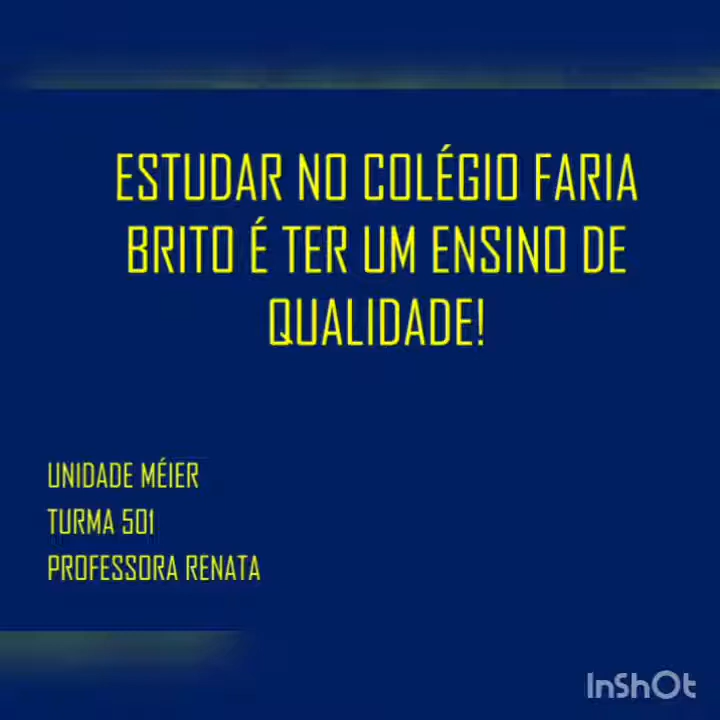 ESTUDAR NO COLÉGIO FARIA
BRITO É TER UM ENSINO DE
QUALIDADE!
UNIDADE MÉIER
TURMA 501
PROFESSORA RENATA
InShOt